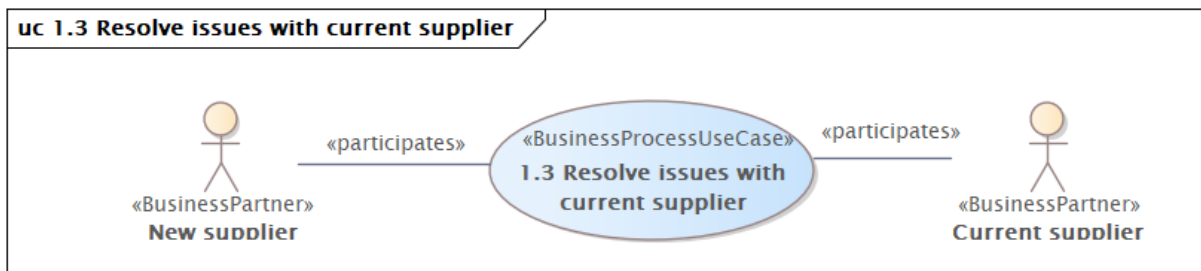 uc 1.3 Resolve issues with current supplier
«participates»
«BusinessProcessUseCase»
1.3 Resolve issues with
current supplier
«participates»
«BusinessPartner»
New supplier
«BusinessPartner»
Current supplier